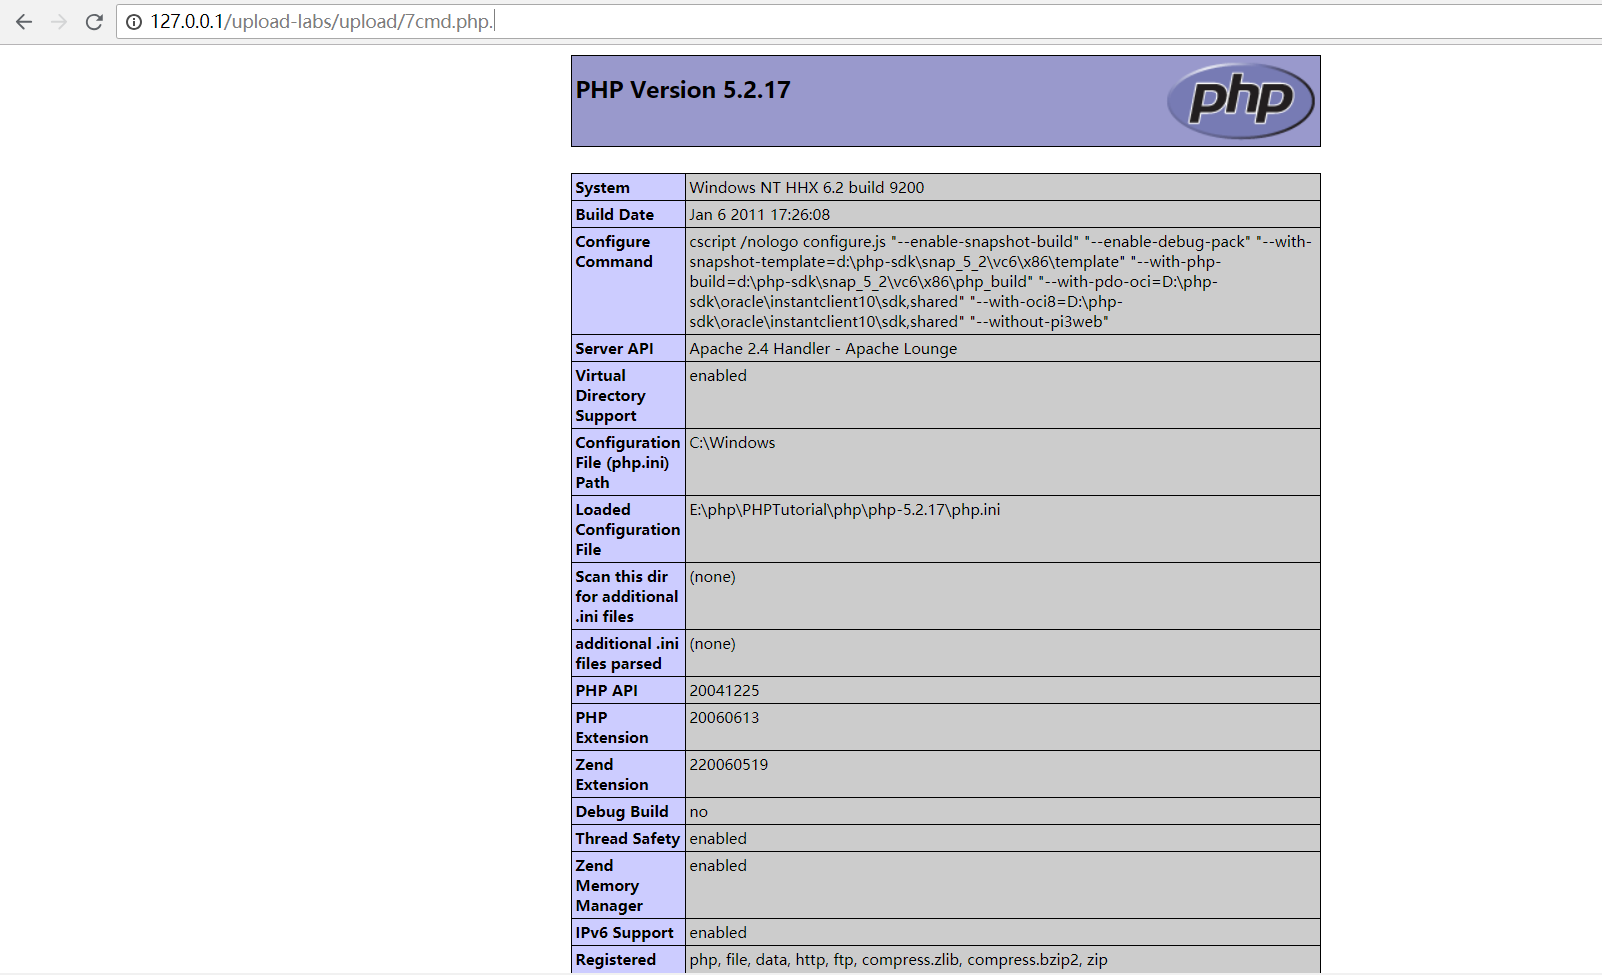 127.0.0.1/upload-labs/upload/7cmd.php.
PHP Version 5.2.17
php
System
Windows NT HHX 6.2 build 9200
Build Date
Jan 6 2011 17:26:08
Configure
Command
cscript /nologo configure.js "--enable-snapshot-build" "--enable-debug-pack" "--with-
snapshot-template=d:\php-sdk\snap_5_2\vc6\x86\template" "--with-php-
build=d:\php-sdk\snap_5_2\vc6\x86\php_build" "--with-pdo-oci=D:\php-
sdk\oracle\instantclient10\sdk,shared" "--with-oci8=D:\php-
sdk\oracle\instantclient10\sdk,shared" "--without-pi3web"
Server API
Apache 2.4 Handler - Apache Lounge
Virtual
Directory
Support
enabled
Configuration
File (php.ini)
Path
C:\Windows
Loaded
Configuration
File
E:\php\PHPTutorial\php\php-5.2.17\php.ini
Scan this dir
for additional
.ini files
(none)
additional .ini
files parsed
(none)
PHP API
20041225
PHP
Extension
20060613
Zend
Extension
220060519
Debug Build
no
Thread Safety
enabled
Zend
Memory
Manager
enabled
IPv6 Support
enabled
Registered
php, file, data, http, ftp, compress.zlib, compress.bzip2, zip